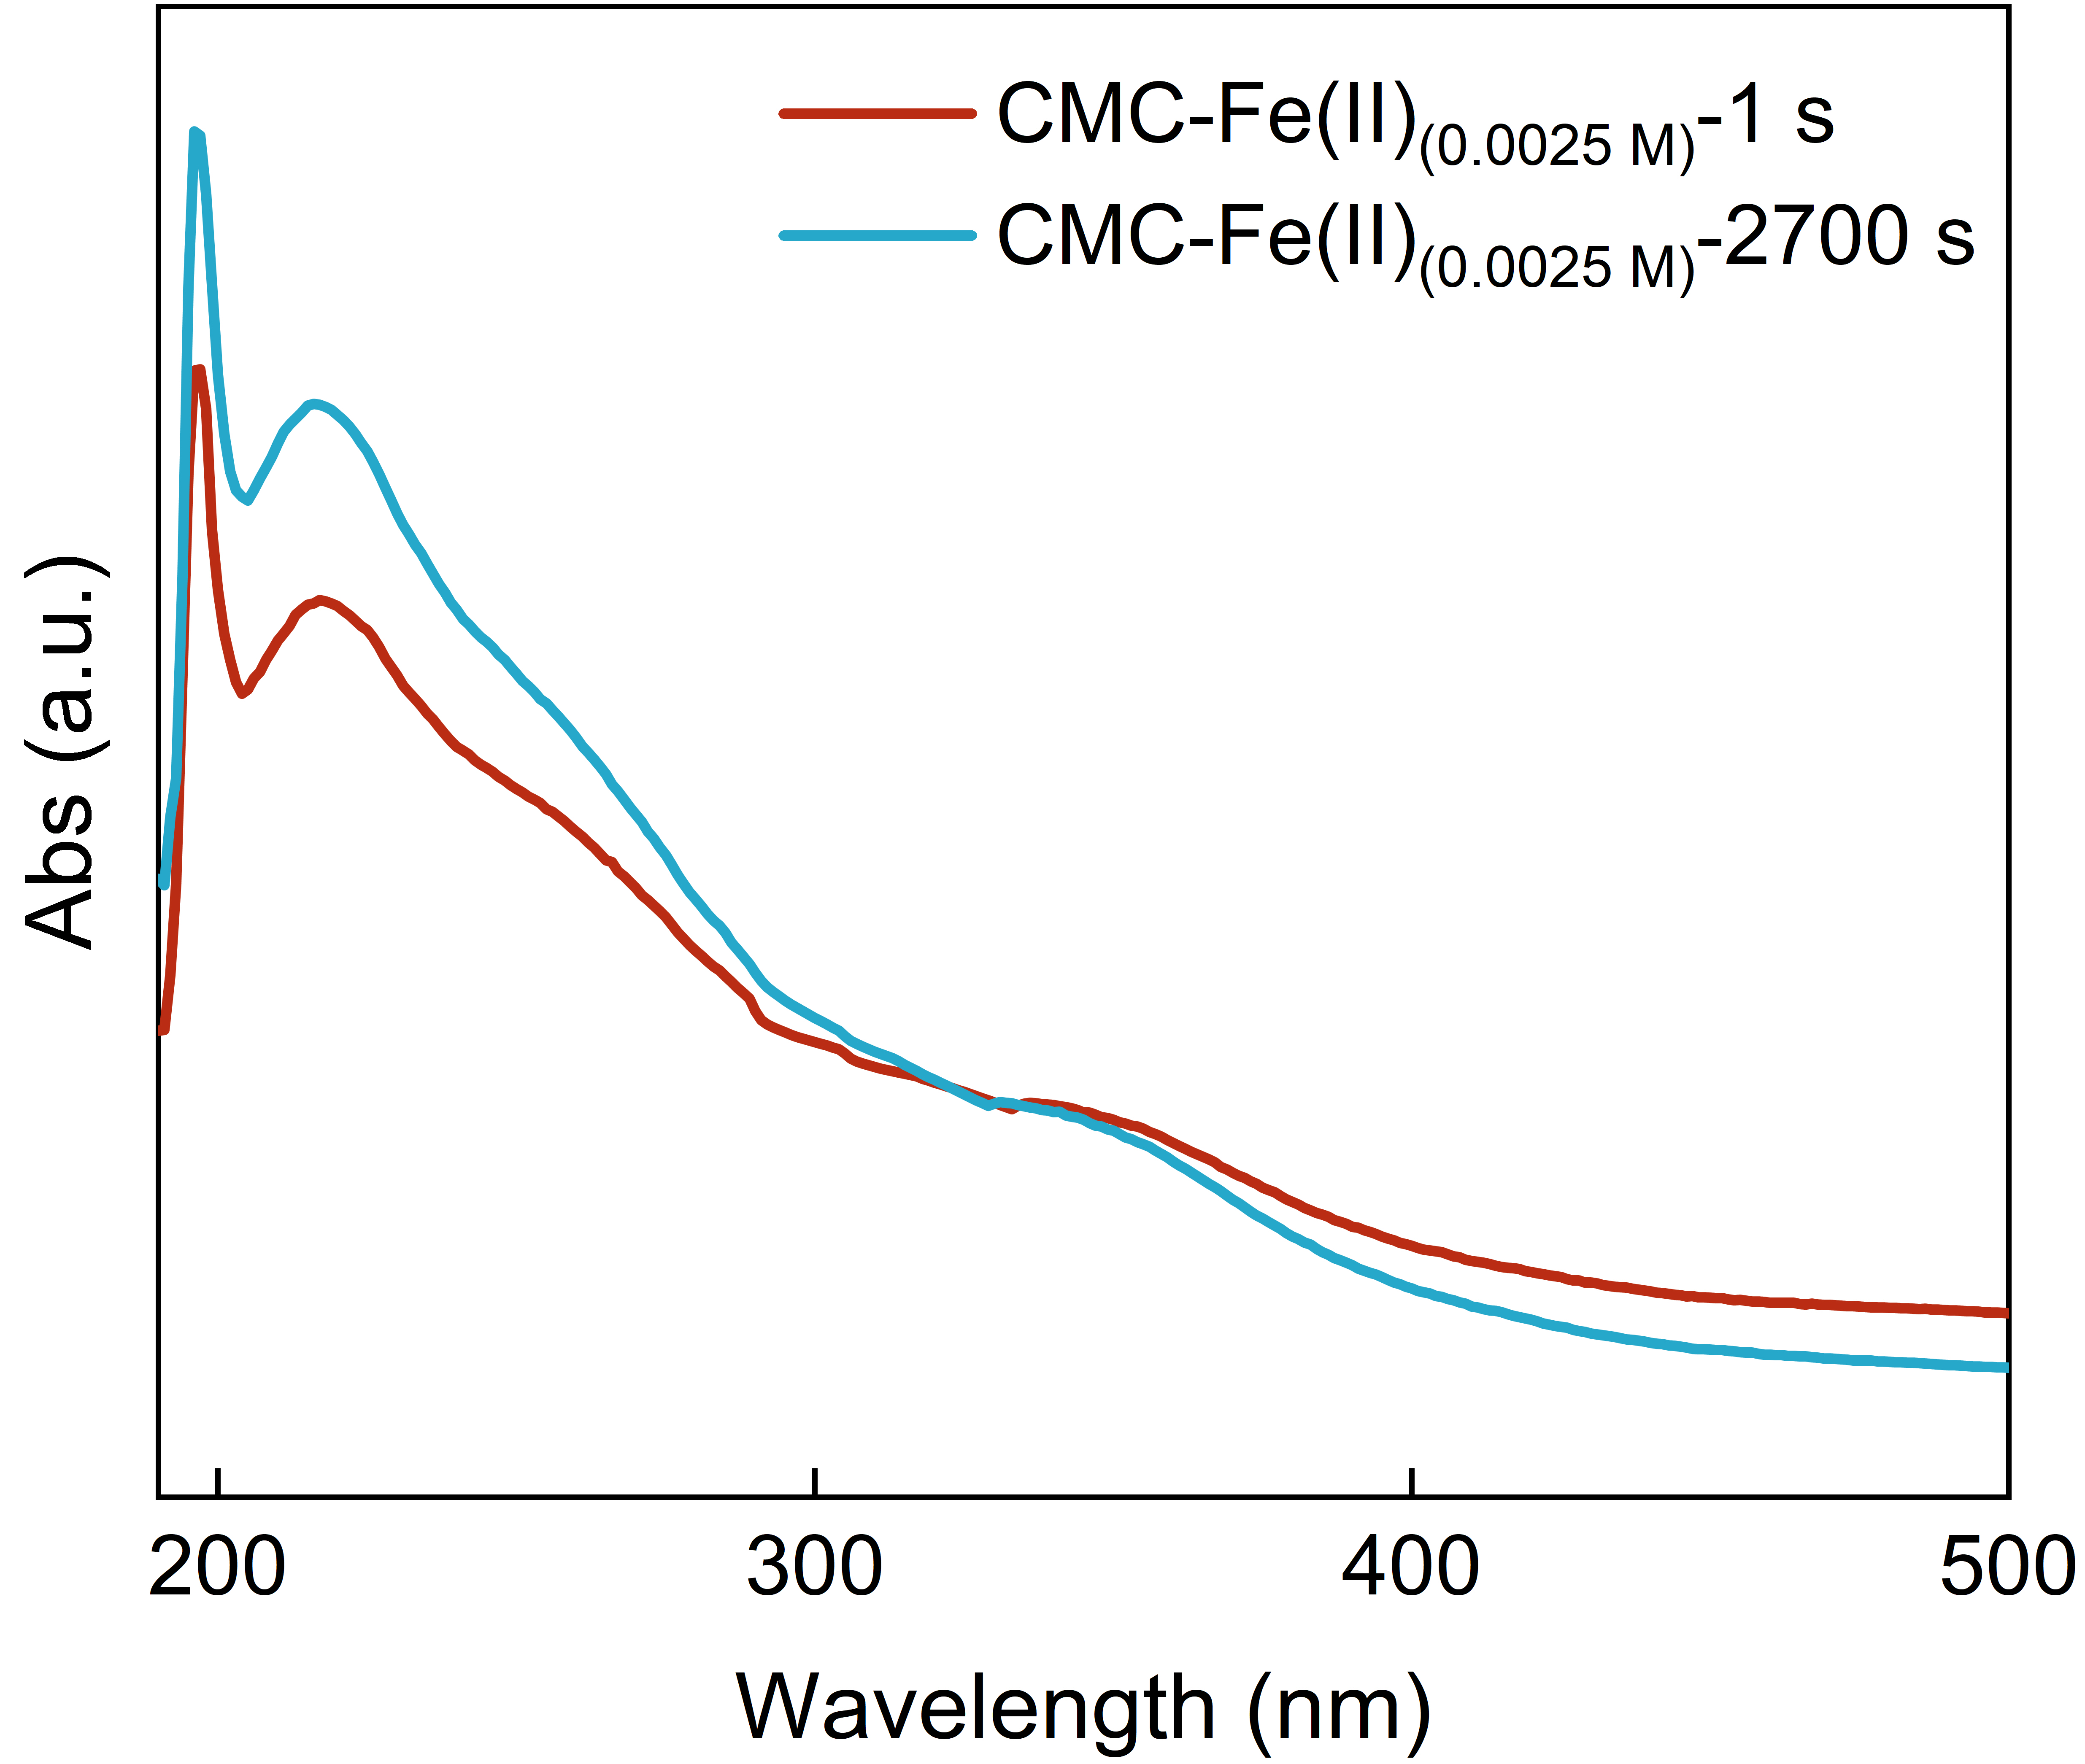 CMC-Fe(II)(0.0025 M)-1 s
CMC-Fe(II)(0.0025 M)-2700 s
Abs (a.u.)
200 300 400 500
Wavelength (nm)